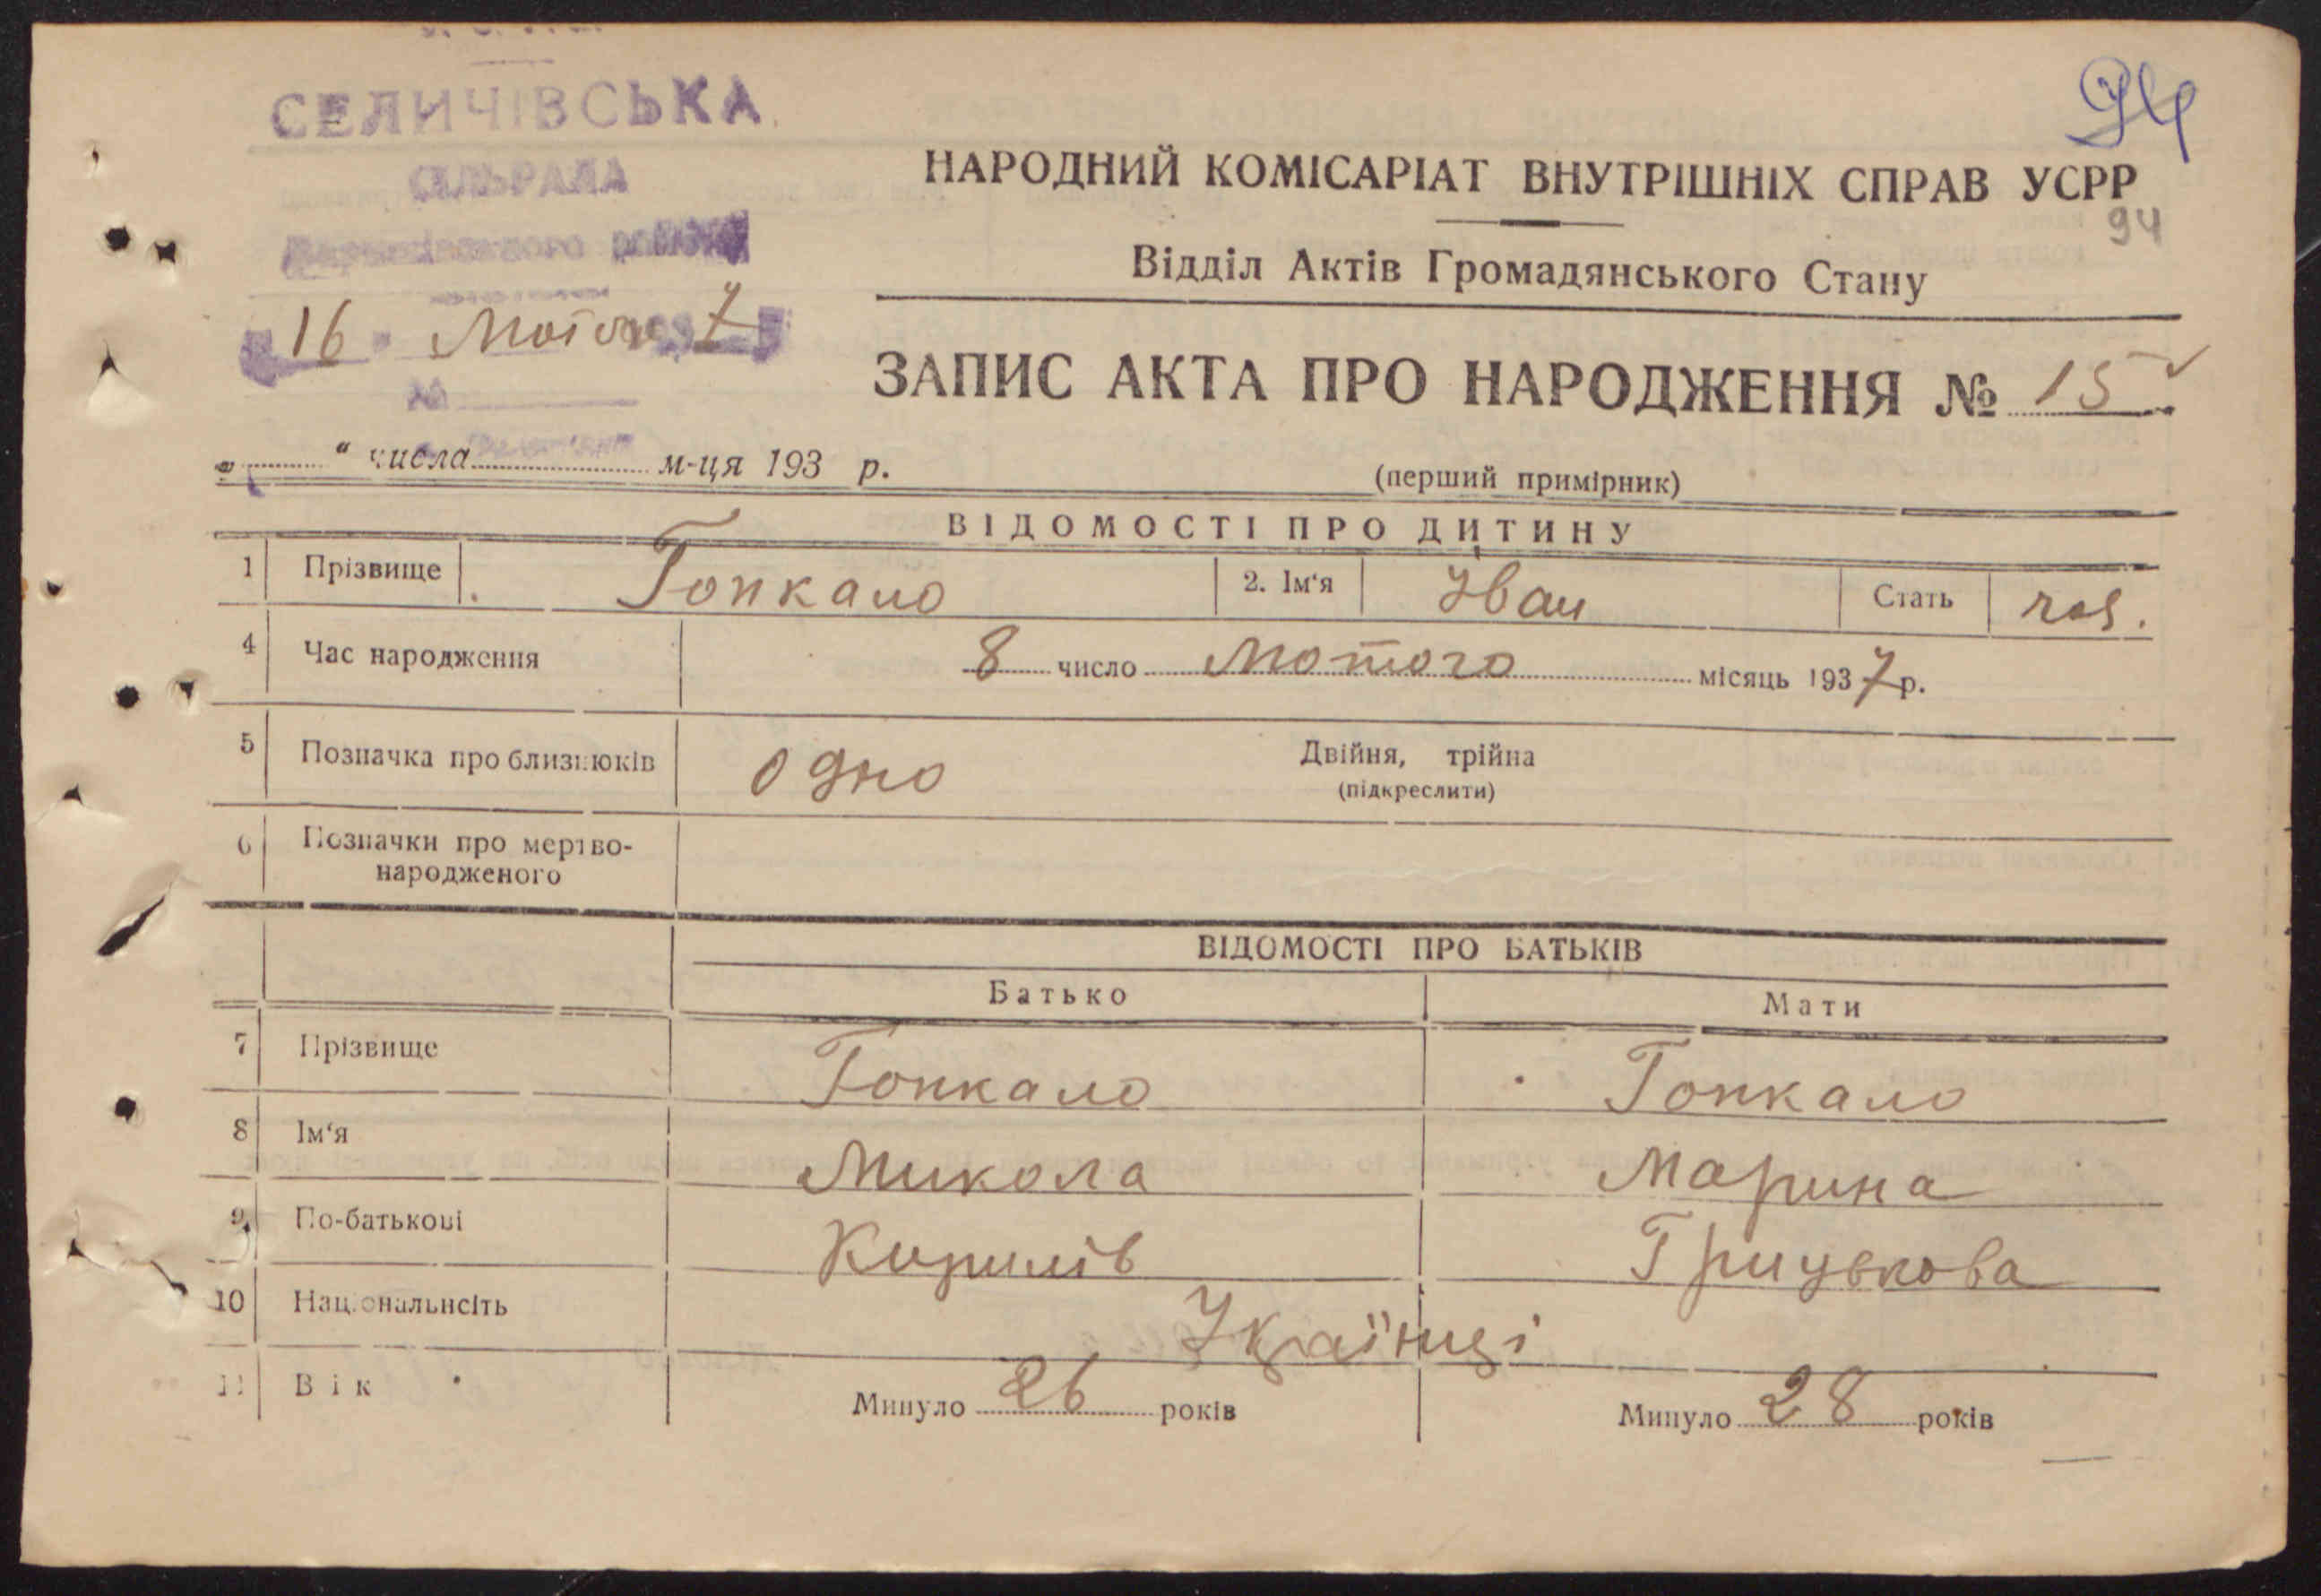 СЕЛИЧІВСЬКА
СІЛЬРАДА
94
НАРОДНИЙ КОМІСАРІАТ ВНУТРІШНІХ СПРАВ УСРР
94
Відділ Актів Громадянського Стану
16 Мотого 7
ЗАПИС АКТА ПРО НАРОДЖЕННЯ № 15
" числа м-ця 193 р.
(перший примірник)
ВІДОМОСТІ ПРО ДИТИНУ
1 Прізвище Гопкало 2. Ім'я Иван Стать чол.
4 Час народження 8 число Мотого місяць 1937 р.
5 Позначка про близнюків одно Двійня, трійна
(підкреслити)
6 Позначки про мертво-
народженого
ВІДОМОСТІ ПРО БАТЬКІВ
Батько Мати
7 Прізвище Гопкало Гопкало
8 Ім'я Микола Марина
9 По-батькові Кирилів Грицькова
10 Національність Українці
11 Вік Минуло 26 років Минуло 28 років